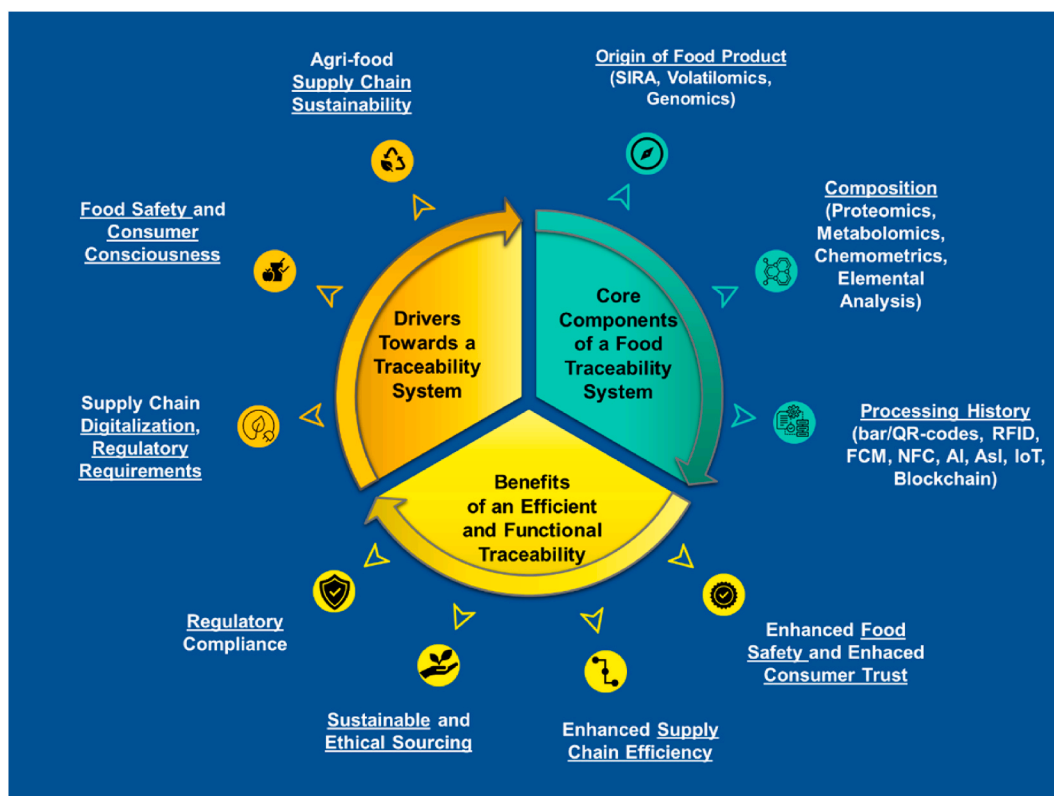 Agri-food
Supply Chain
Sustainability
Origin of Food Product
(SIRA, Volatilomics,
Genomics)
Food Safety and
Consumer
Consciousness
Composition
(Proteomics,
Metabolomics,
Chemometrics,
Elemental
Analysis)
Drivers
Towards a
Traceability
System
Core
Components
of a Food
Traceability
System
Supply Chain
Digitalization,
Regulatory
Requirements
Processing History
(bar/QR-codes, RFID,
FCM, NFC, AI, AsI, IoT,
Blockchain)
Benefits
of an Efficient
and Functional
Traceability
Regulatory
Compliance
Enhanced Food
Safety and Enhaced
Consumer Trust
Sustainable and
Ethical Sourcing
Enhanced Supply
Chain Efficiency